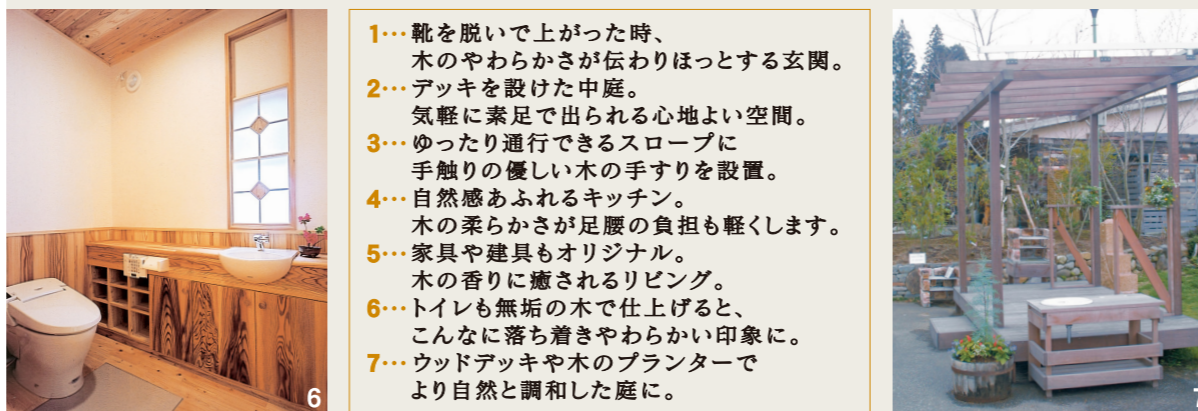 6
1…靴を脱いで上がった時、
木のやわらかさが伝わりほっとする玄関。
2…デッキを設けた中庭。
気軽に素足で出られる心地よい空間。
3…ゆったり通行できるスロープに
手触りの優しい木の手すりを設置。
4…自然感あふれるキッチン。
木の柔らかさが足腰の負担も軽くします。
5…家具や建具もオリジナル。
木の香りに癒されるリビング。
6…トイレも無垢の木で仕上げると、
こんなに落ち着きやわらかい印象に。
7…ウッドデッキや木のプランターで
より自然と調和した庭に。
7